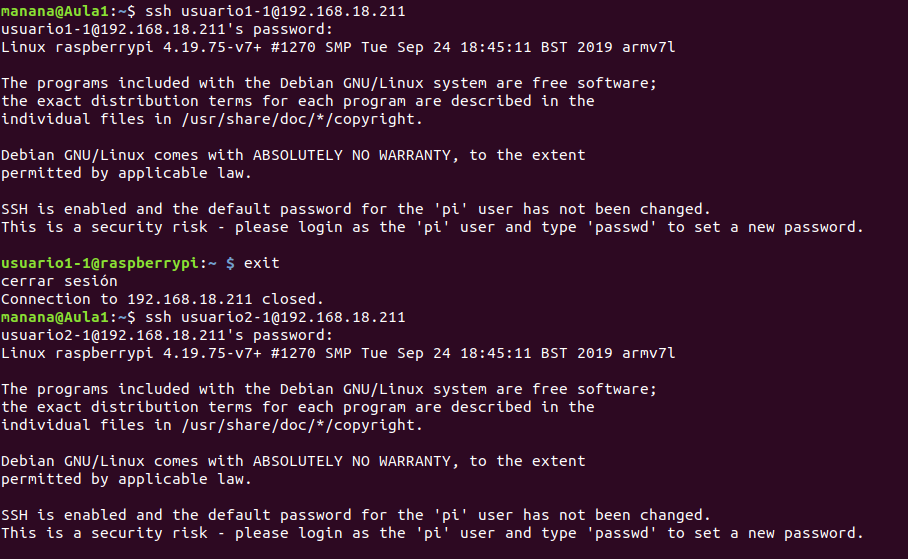 manana@Aula1:~$ ssh usuario1-1@192.168.18.211
usuario1-1@192.168.18.211's password:
Linux raspberrypi 4.19.75-v7+ #1270 SMP Tue Sep 24 18:45:11 BST 2019 armv7l
The programs included with the Debian GNU/Linux system are free software;
the exact distribution terms for each program are described in the
individual files in /usr/share/doc/*/copyright.
Debian GNU/Linux comes with ABSOLUTELY NO WARRANTY, to the extent
permitted by applicable law.
SSH is enabled and the default password for the 'pi' user has not been changed.
This is a security risk - please login as the 'pi' user and type 'passwd' to set a new password.
usuario1-1@raspberrypi:~ $ exit
cerrar sesión
Connection to 192.168.18.211 closed.
manana@Aula1:~$ ssh usuario2-1@192.168.18.211
usuario2-1@192.168.18.211's password:
Linux raspberrypi 4.19.75-v7+ #1270 SMP Tue Sep 24 18:45:11 BST 2019 armv7l
The programs included with the Debian GNU/Linux system are free software;
the exact distribution terms for each program are described in the
individual files in /usr/share/doc/*/copyright.
Debian GNU/Linux comes with ABSOLUTELY NO WARRANTY, to the extent
permitted by applicable law.
SSH is enabled and the default password for the 'pi' user has not been changed.
This is a security risk - please login as the 'pi' user and type 'passwd' to set a new password.